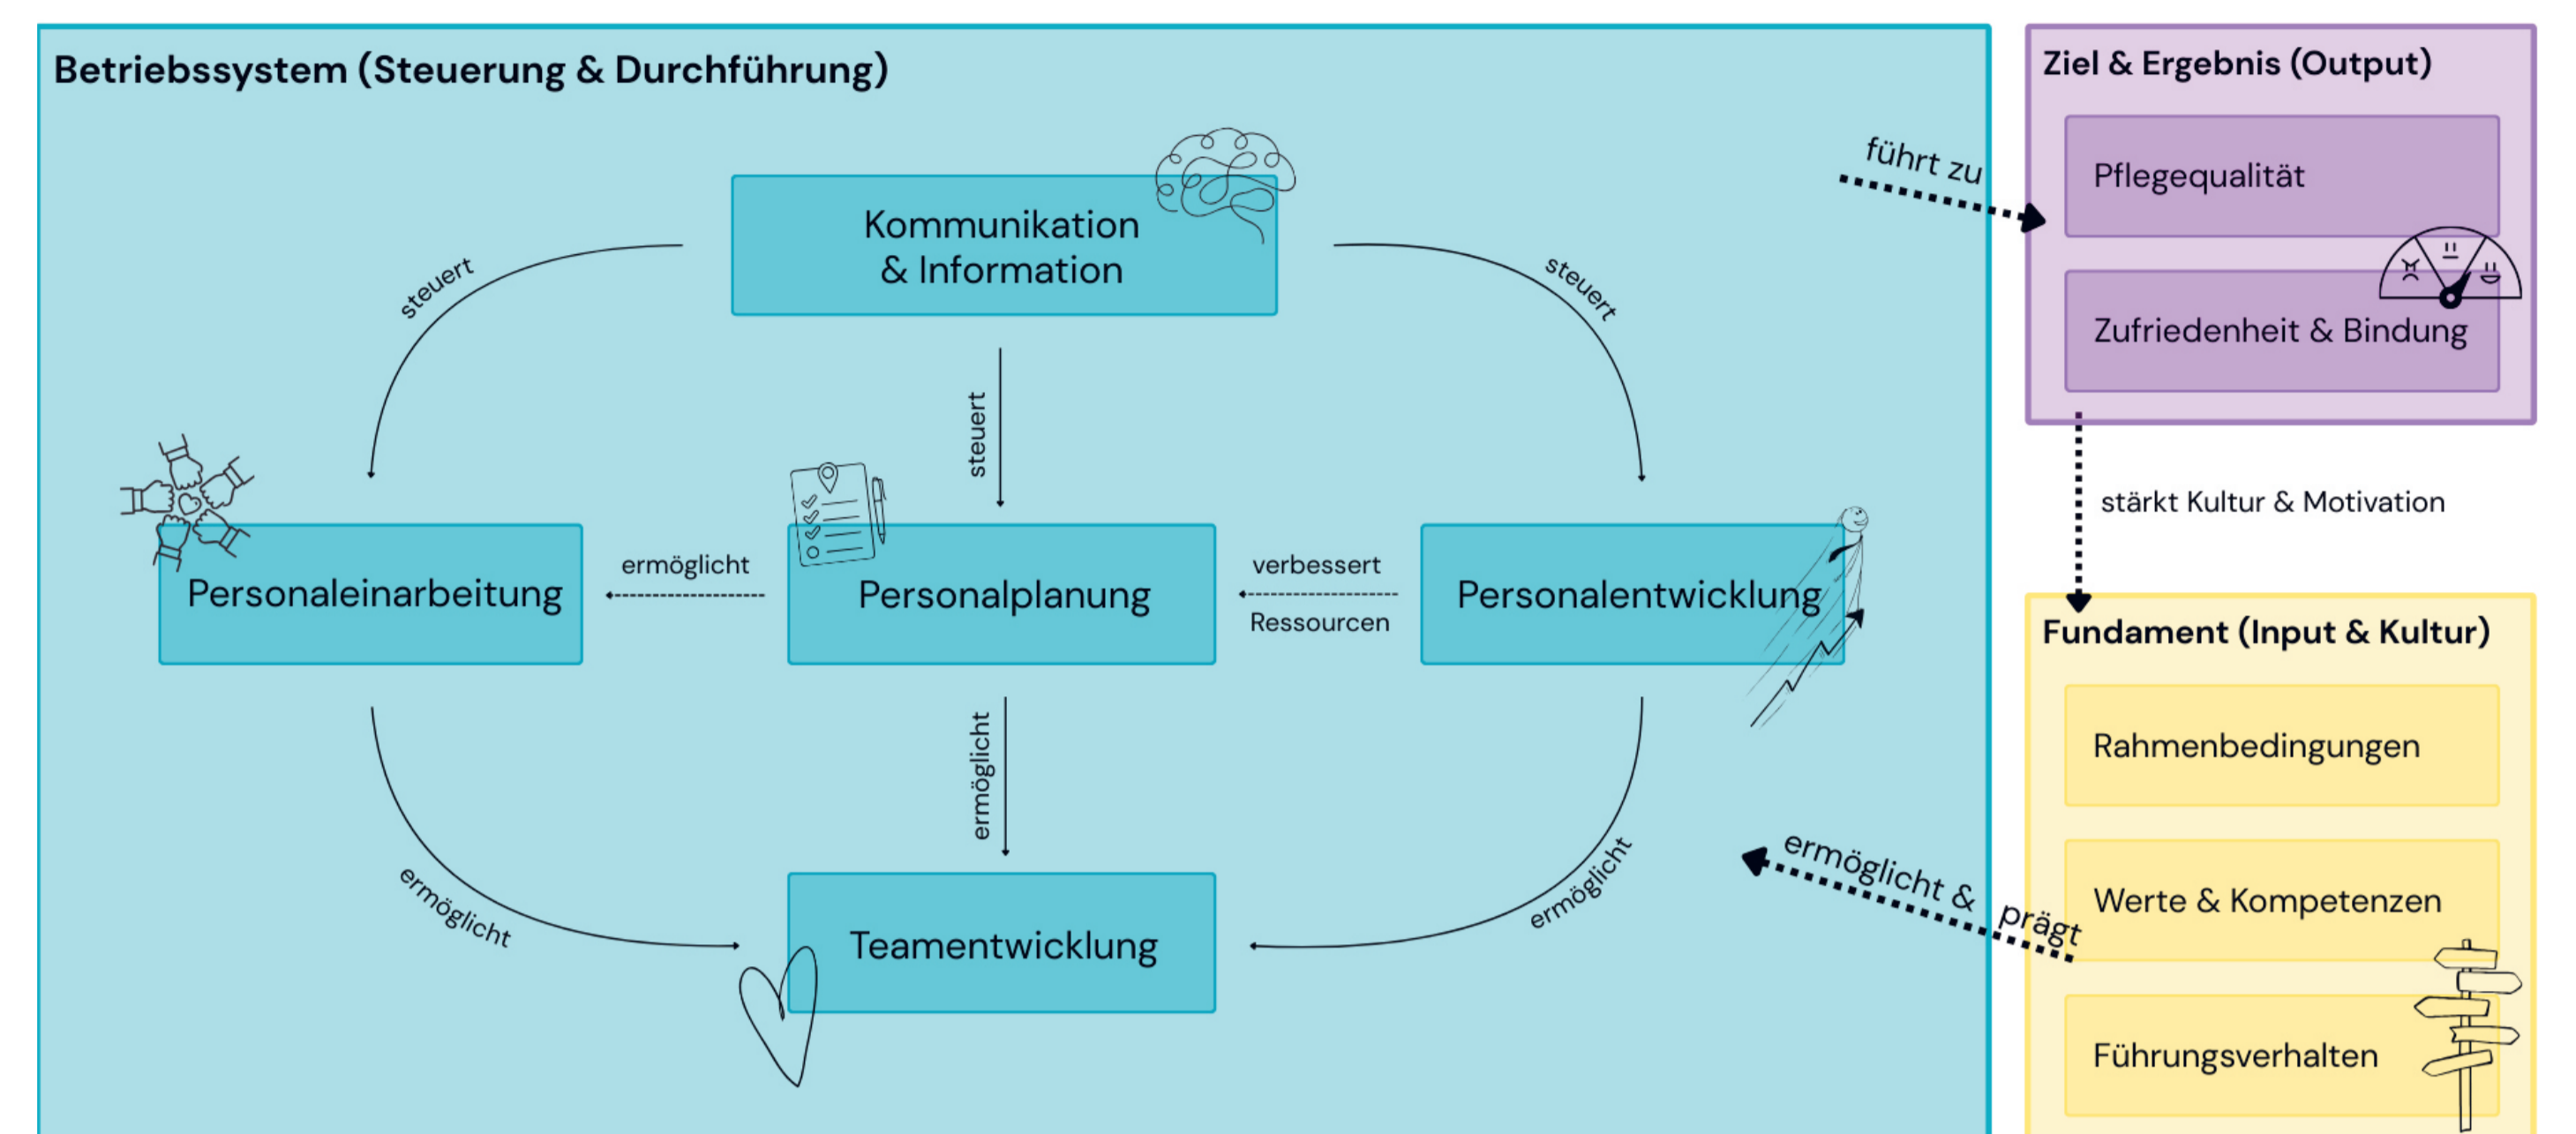 Betriebssystem (Steuerung & Durchführung)
Kommunikation
& Information
steuert
steuert
steuert
Personaleinarbeitung
ermöglicht
Personalplanung
verbessert
Ressourcen
Personalentwicklung
ermöglicht
ermöglicht
ermöglicht
Teamentwicklung
führt zu
Ziel & Ergebnis (Output)
Pflegequalität
Zufriedenheit & Bindung
stärkt Kultur & Motivation
Fundament (Input & Kultur)
Rahmenbedingungen
Werte & Kompetenzen
Führungsverhalten
ermöglicht & prägt